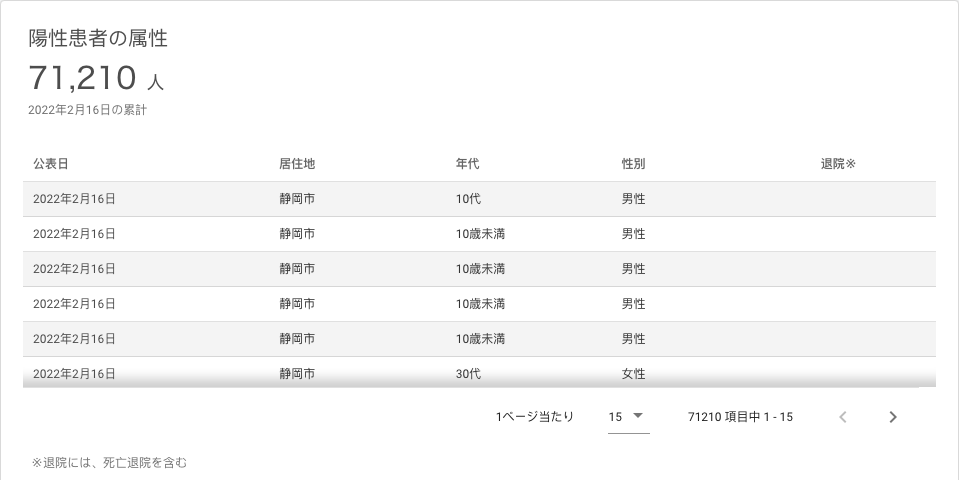 陽性患者の属性
71,210 人
2022年2月16日の累計
公表日 居住地 年代 性別 退院※
2022年2月16日 静岡市 10代 男性
2022年2月16日 静岡市 10歳未満 男性
2022年2月16日 静岡市 10歳未満 男性
2022年2月16日 静岡市 10歳未満 男性
2022年2月16日 静岡市 10歳未満 男性
2022年2月16日 静岡市 30代 女性
1ページ当たり 15 71210 項目中 1 - 15
※退院には、死亡退院を含む